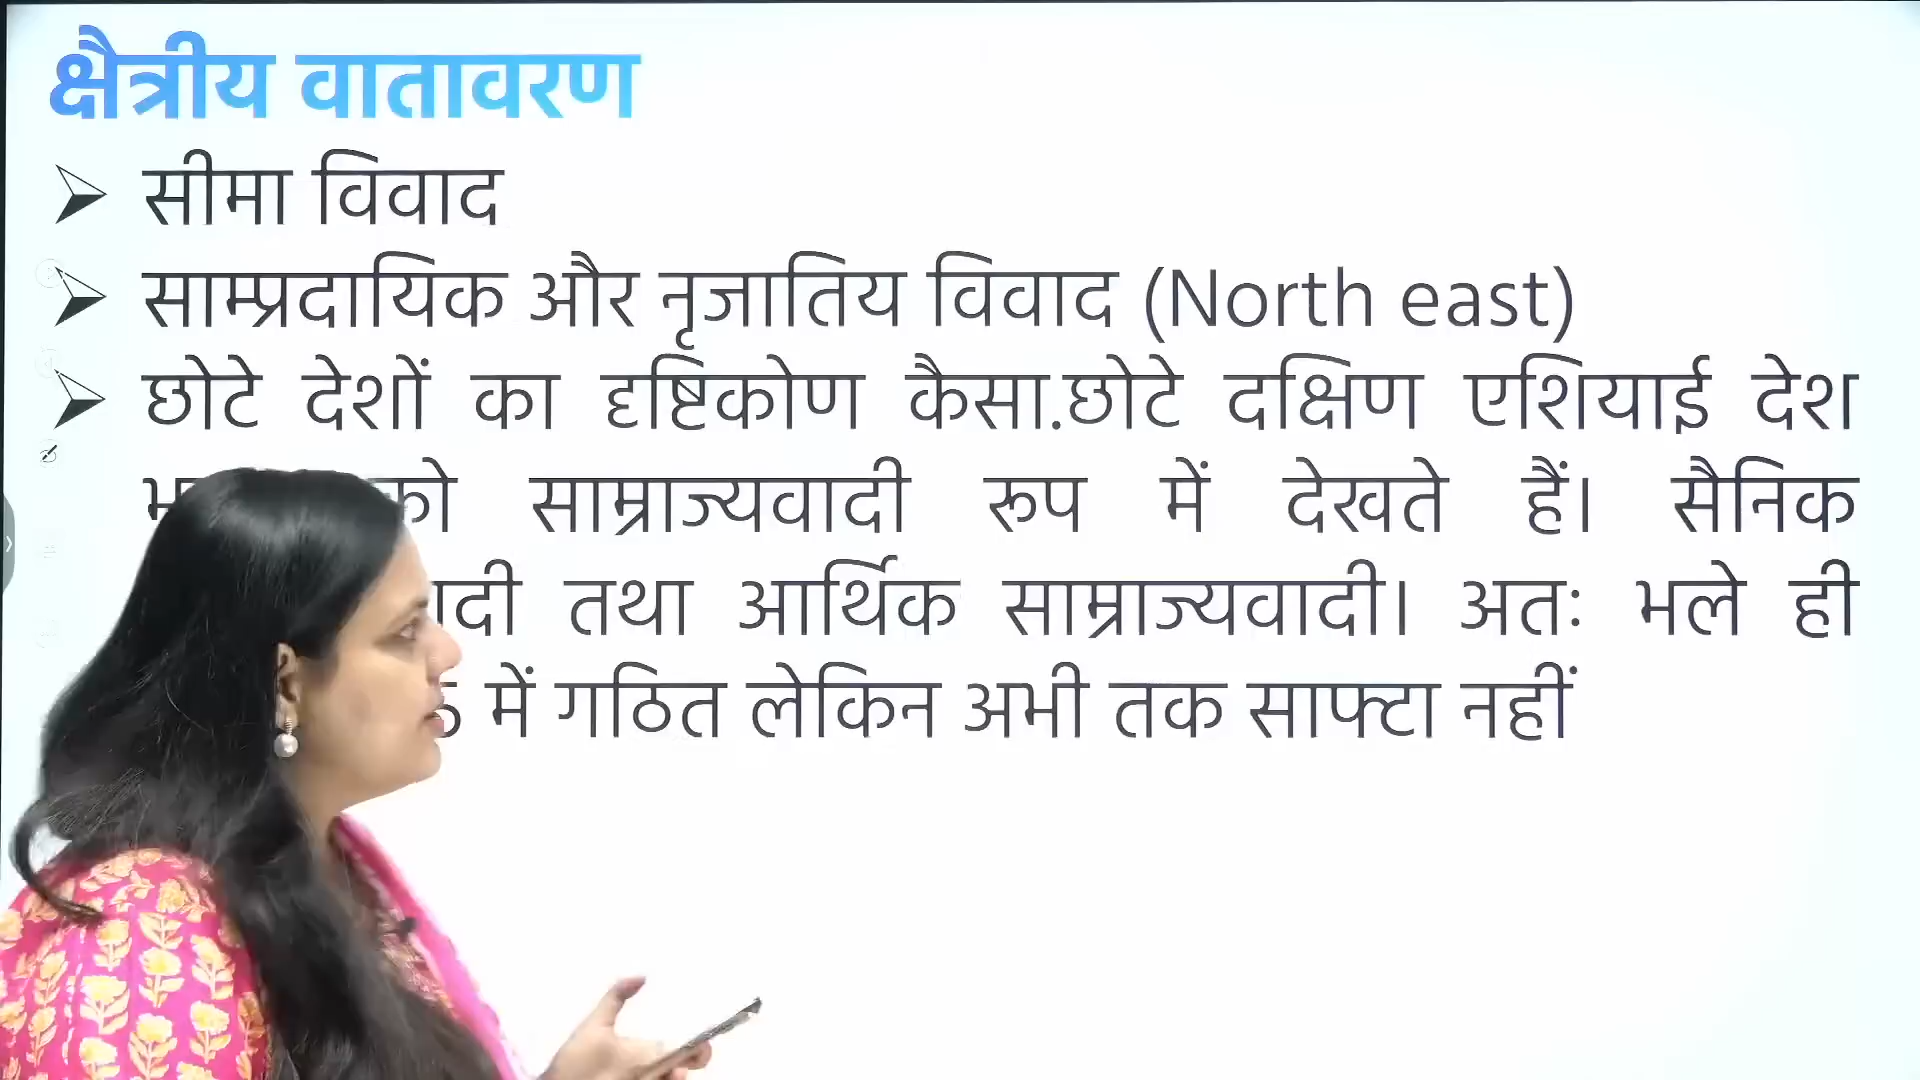 क्षैत्रीय वातावरण
सीमा विवाद
साम्प्रदायिक और नृजातिय विवाद (North east)
छोटे देशों का दृष्टिकोण कैसा.छोटे दक्षिण एशियाई देश
को साम्राज्यवादी रूप में देखते हैं। सैनिक
तथा आर्थिक साम्राज्यवादी। अतः भले ही
में गठित लेकिन अभी तक साफ्टा नहीं